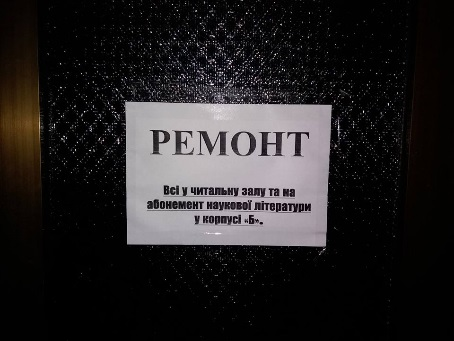 РЕМОНТ
Всі у читальну залу та на
абонемент наукової літератури
у корпусі «Б».